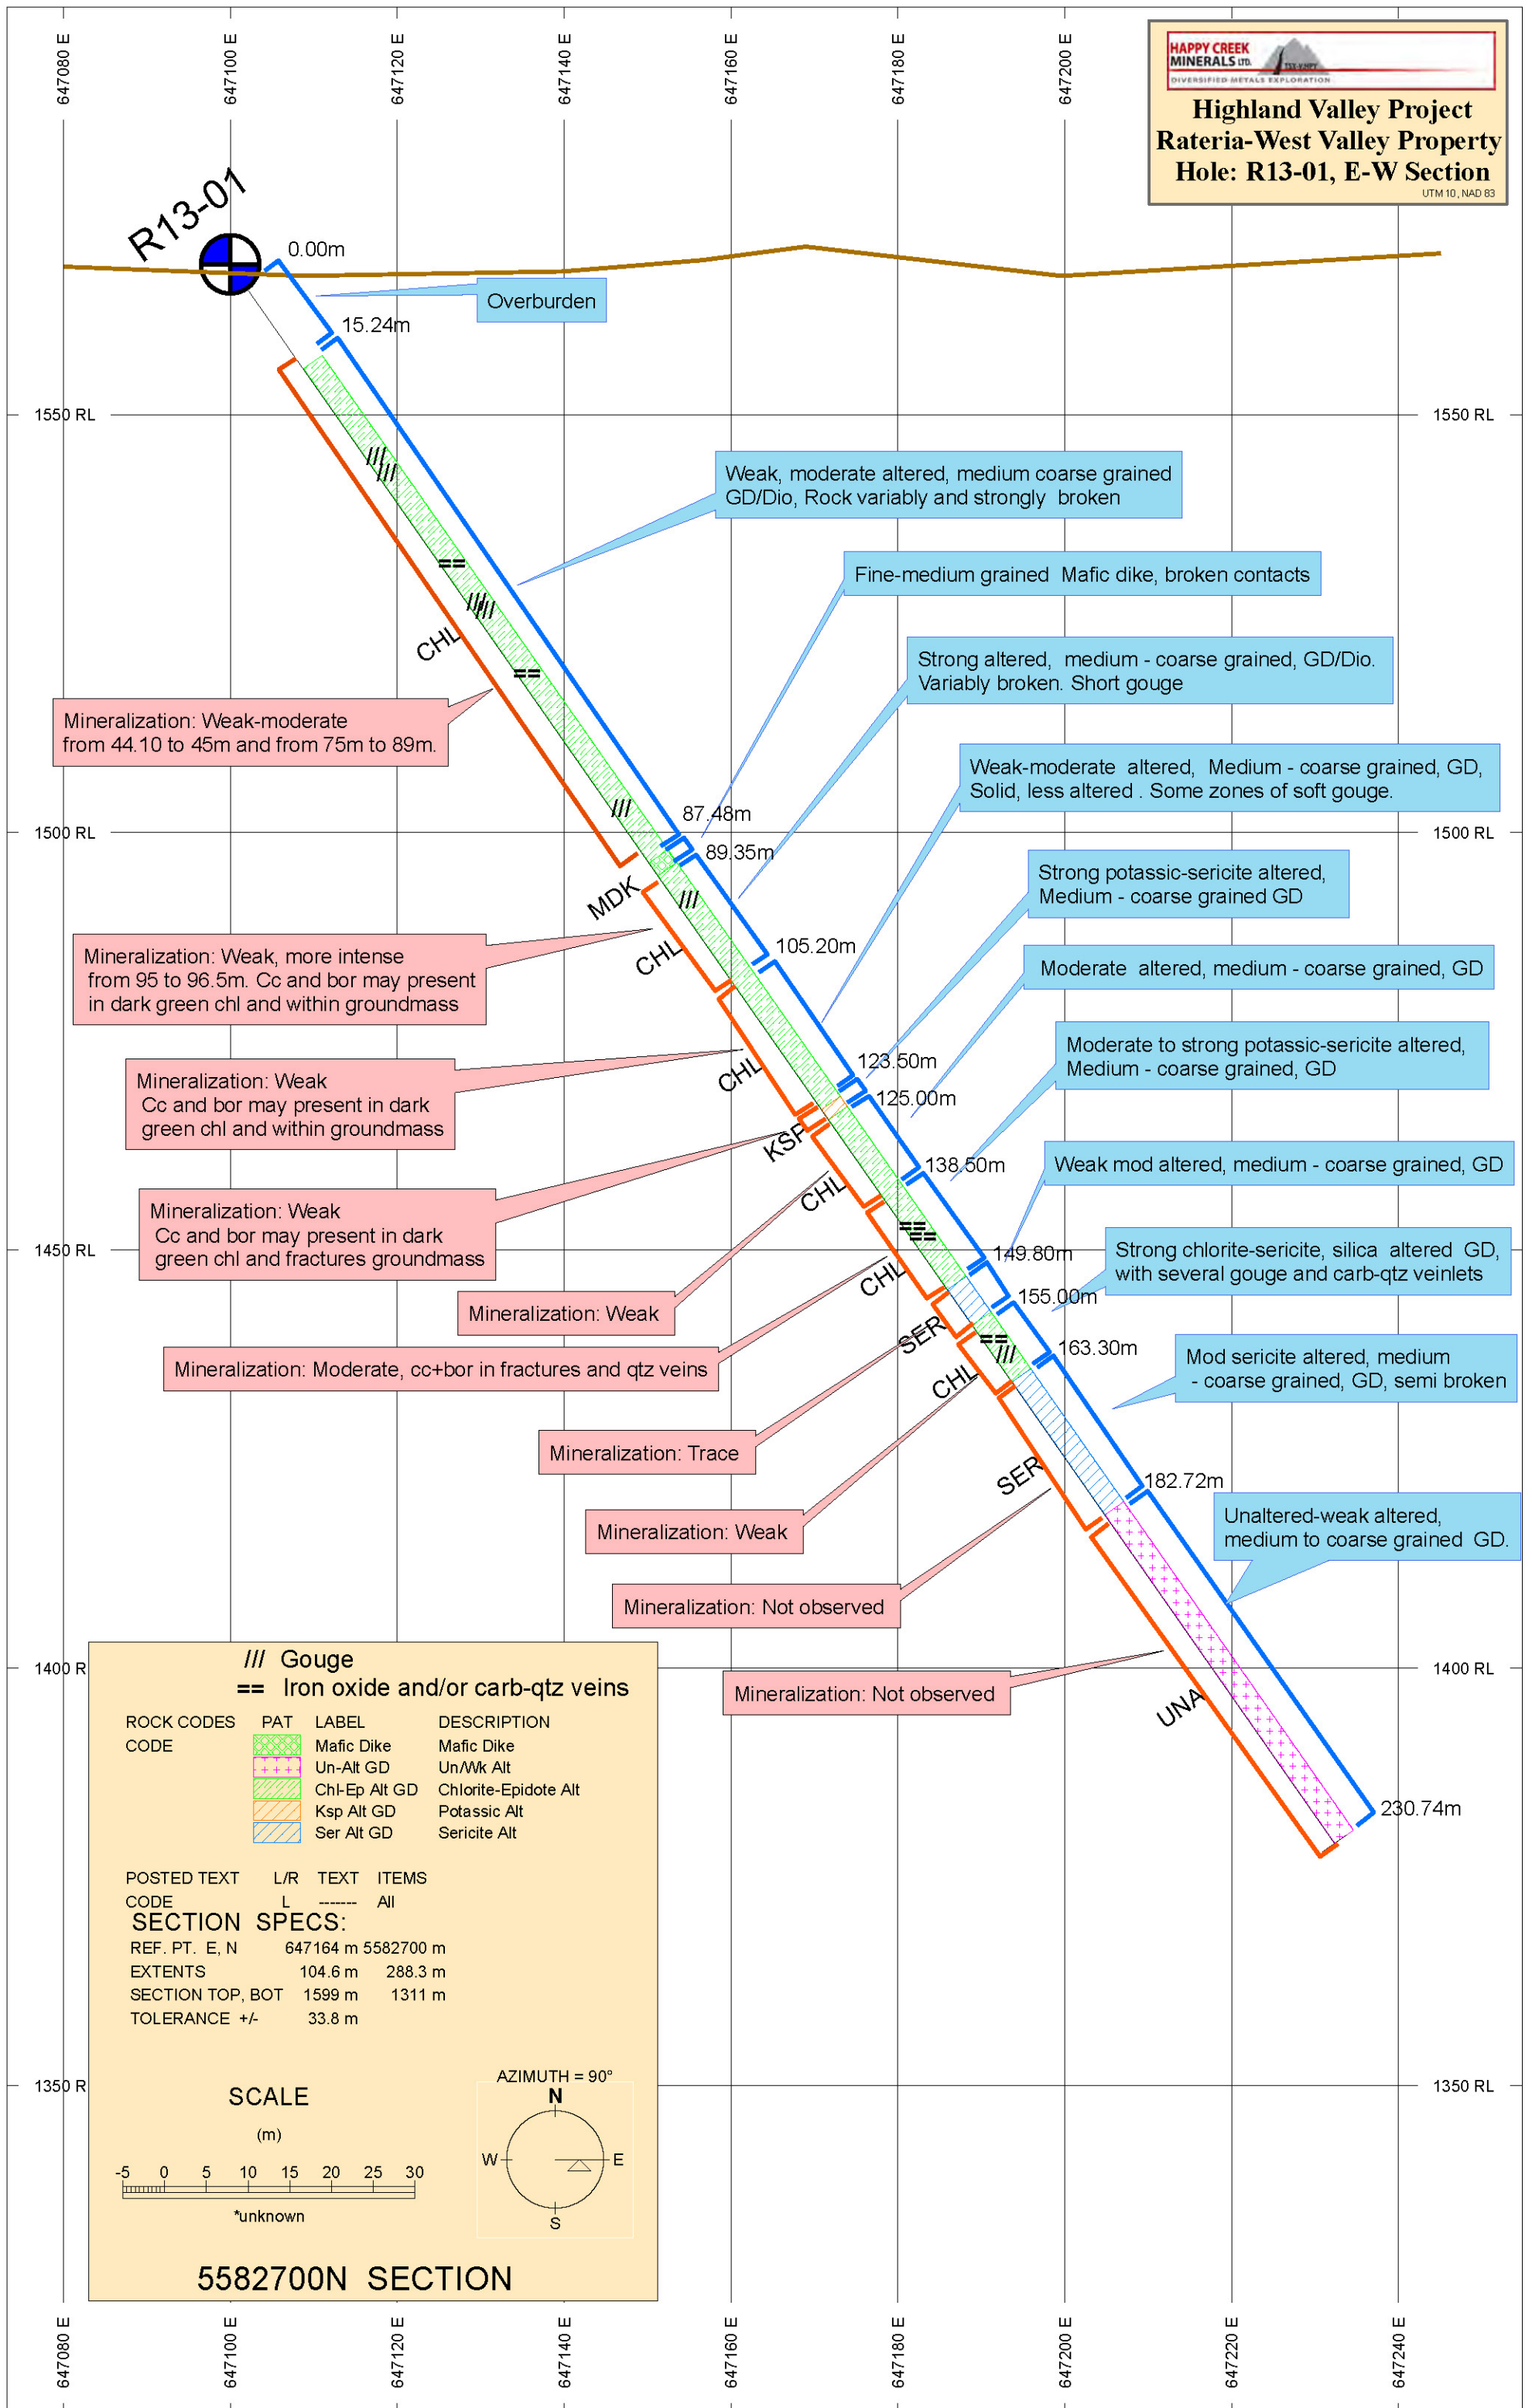 647080 E
647100 E
647120 E
647140 E
647160 E
647180 E
647200 E
HAPPY CREEK
MINERALS LTD.
TSX-V:HPY
DIVERSIFIED METALS EXPLORATION
Highland Valley Project
Rateria-West Valley Property
Hole: R13-01, E-W Section
UTM 10, NAD 83
R13-01
0.00m
Overburden
15.24m
1550 RL
1550 RL
Weak, moderate altered, medium coarse grained
GD/Dio, Rock variably and strongly broken
Fine-medium grained Mafic dike, broken contacts
CHL
Strong altered, medium - coarse grained, GD/Dio.
Variably broken. Short gouge
Mineralization: Weak-moderate
from 44.10 to 45m and from 75m to 89m.
Weak-moderate altered, Medium - coarse grained, GD,
Solid, less altered . Some zones of soft gouge.
87.48m
1500 RL
1500 RL
89.35m
MDK
Strong potassic-sericite altered,
Medium - coarse grained GD
105.20m
CHL
Mineralization: Weak, more intense
from 95 to 96.5m. Cc and bor may present
in dark green chl and within groundmass
Moderate altered, medium - coarse grained, GD
Moderate to strong potassic-sericite altered,
Medium - coarse grained, GD
123.50m
CHL
Mineralization: Weak
Cc and bor may present in dark
green chl and within groundmass
125.00m
KSP
138.50m
Weak mod altered, medium - coarse grained, GD
CHL
Mineralization: Weak
Cc and bor may present in dark
green chl and fractures groundmass
1450 RL
149.80m
1450 RL
Strong chlorite-sericite, silica altered GD,
with several gouge and carb-qtz veinlets
CHL
155.00m
Mineralization: Weak
SER
163.30m
Mod sericite altered, medium
- coarse grained, GD, semi broken
Mineralization: Moderate, cc+bor in fractures and qtz veins
CHL
Mineralization: Trace
SER
182.72m
Unaltered-weak altered,
medium to coarse grained GD.
Mineralization: Weak
Mineralization: Not observed
1400 R
1400 RL
Mineralization: Not observed
UNA
230.74m
/// Gouge
== Iron oxide and/or carb-qtz veins
ROCK CODES PAT LABEL DESCRIPTION
CODE Mafic Dike Mafic Dike
Un-Alt GD Un/Wk Alt
Chl-Ep Alt GD Chlorite-Epidote Alt
Ksp Alt GD Potassic Alt
Ser Alt GD Sericite Alt
POSTED TEXT L/R TEXT ITEMS
CODE L ------- All
SECTION SPECS:
REF. PT. E, N 647164 m 5582700 m
EXTENTS 104.6 m 288.3 m
SECTION TOP, BOT 1599 m 1311 m
TOLERANCE +/- 33.8 m
1350 R
1350 RL
SCALE
(m)
-5 0 5 10 15 20 25 30
*unknown
AZIMUTH = 90°
N
W E
S
5582700N SECTION
647080 E
647100 E
647120 E
647140 E
647160 E
647180 E
647200 E
647220 E
647240 E